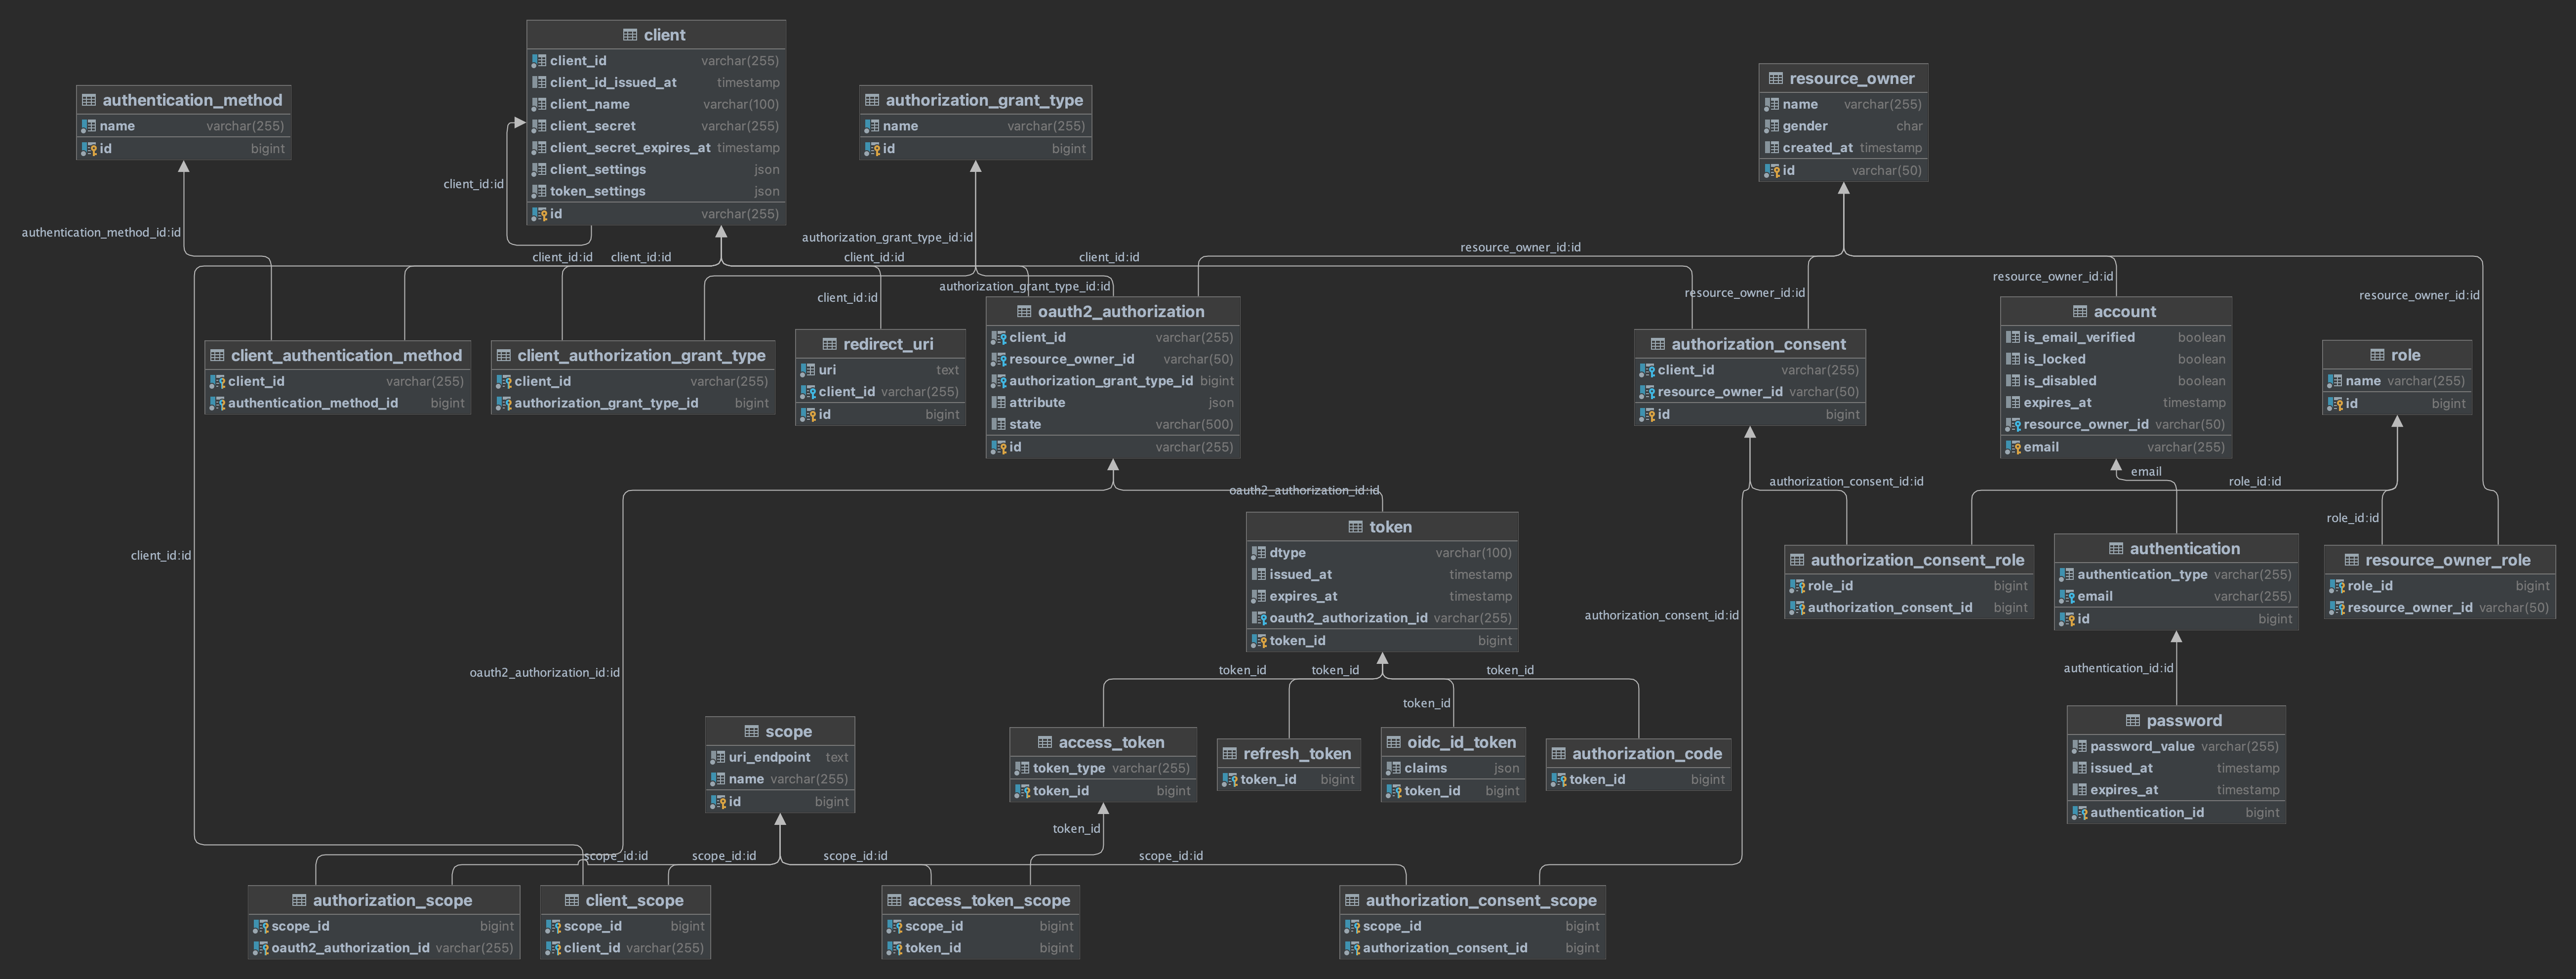 client
client_id varchar(255)
client_id_issued_at timestamp
client_name varchar(100)
client_secret varchar(255)
client_secret_expires_at timestamp
client_settings json
token_settings json
id varchar(255)
authentication_method
name varchar(255)
id bigint
authorization_grant_type
name varchar(255)
id bigint
resource_owner
name varchar(255)
gender char
created_at timestamp
id varchar(50)
client_id:id
authentication_method_id:id
authorization_grant_type_id:id
resource_owner_id:id
client_id:id
client_id:id
client_id:id
client_id:id
resource_owner_id:id
authorization_grant_type_id:id
client_id:id
resource_owner_id:id
resource_owner_id:id
client_authentication_method
client_id varchar(255)
authentication_method_id bigint
client_authorization_grant_type
client_id varchar(255)
authorization_grant_type_id bigint
redirect_uri
uri text
client_id varchar(255)
id bigint
oauth2_authorization
client_id varchar(255)
resource_owner_id varchar(50)
authorization_grant_type_id bigint
attribute json
state varchar(500)
id varchar(255)
authorization_consent
client_id varchar(255)
resource_owner_id varchar(50)
id bigint
account
is_email_verified boolean
is_locked boolean
is_disabled boolean
expires_at timestamp
resource_owner_id varchar(50)
email varchar(255)
role
name varchar(255)
id bigint
email
authorization_consent_id:id
role_id:id
oauth2_authorization_id:id
role_id:id
client_id:id
token
dtype varchar(100)
issued_at timestamp
expires_at timestamp
oauth2_authorization_id varchar(255)
token_id bigint
authorization_consent_role
role_id bigint
authorization_consent_id bigint
authentication
authentication_type varchar(255)
email varchar(255)
id bigint
resource_owner_role
role_id bigint
resource_owner_id varchar(50)
authorization_consent_id:id
oauth2_authorization_id:id
token_id
token_id
token_id
token_id
authentication_id:id
scope
uri_endpoint text
name varchar(255)
id bigint
access_token
token_type varchar(255)
token_id bigint
refresh_token
token_id bigint
oidc_id_token
claims json
token_id bigint
authorization_code
token_id bigint
password
password_value varchar(255)
issued_at timestamp
expires_at timestamp
authentication_id bigint
token_id
scope_id:id
scope_id:id
scope_id:id
scope_id:id
authorization_scope
scope_id bigint
oauth2_authorization_id varchar(255)
client_scope
scope_id bigint
client_id varchar(255)
access_token_scope
scope_id bigint
token_id bigint
authorization_consent_scope
scope_id bigint
authorization_consent_id bigint